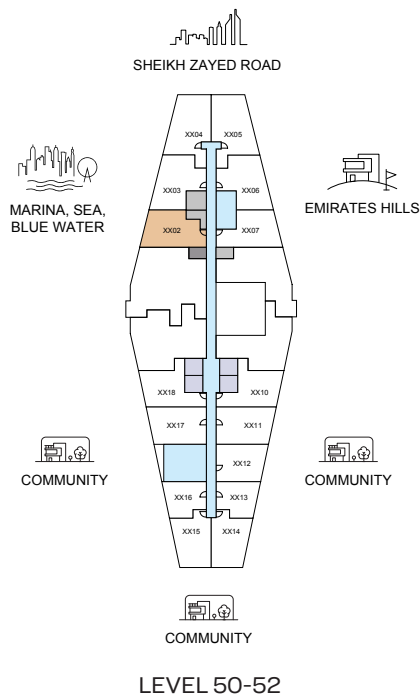 SHEIKH ZAYED ROAD
XX04 XX05
XX03 XX06
MARINA, SEA,
BLUE WATER
EMIRATES HILLS
XX02 XX07
XX18 XX10
XX17 XX11
COMMUNITY
COMMUNITY
XX12
XX16 XX13
XX15 XX14
COMMUNITY
LEVEL 50-52